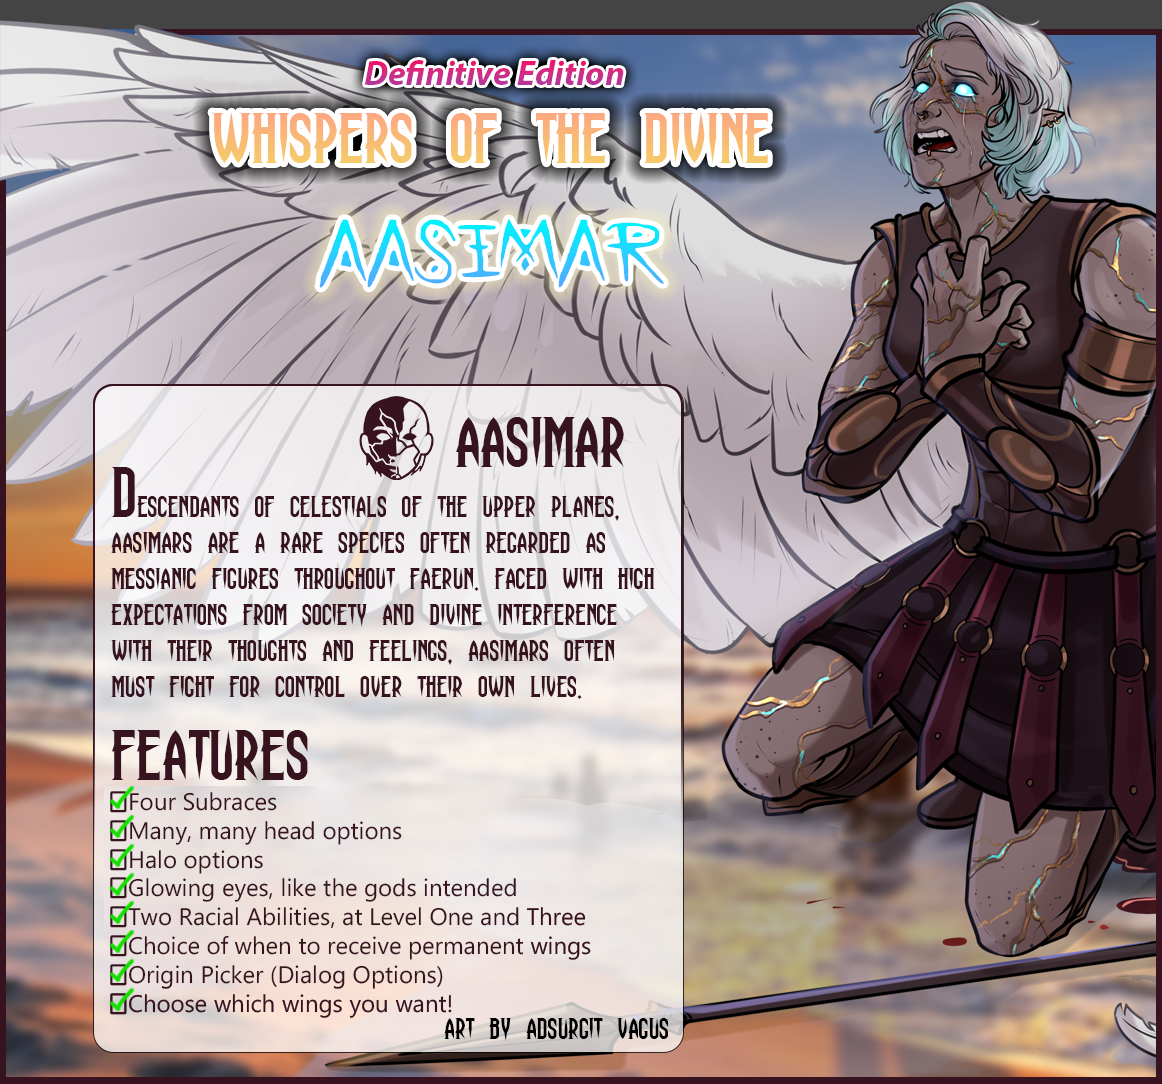 Definitive Edition
WHISPERS OF THE DIVINE
AASIMAR
AASIMAR
DESCENDANTS OF CELESTIALS OF THE UPPER PLANES,
AASIMARS ARE A RARE SPECIES OFTEN REGARDED AS
MESSIANIC FIGURES THROUGHOUT FAERUN. FACED WITH HIGH
EXPECTATIONS FROM SOCIETY AND DIVINE INTERFERENCE
WITH THEIR THOUGHTS AND FEELINGS, AASIMARS OFTEN
MUST FIGHT FOR CONTROL OVER THEIR OWN LIVES.
FEATURES
Four Subraces
Many, many head options
Halo options
Glowing eyes, like the gods intended
Two Racial Abilities, at Level One and Three
Choice of when to receive permanent wings
Origin Picker (Dialog Options)
Choose which wings you want!
ART BY ADSURGIT VACUS